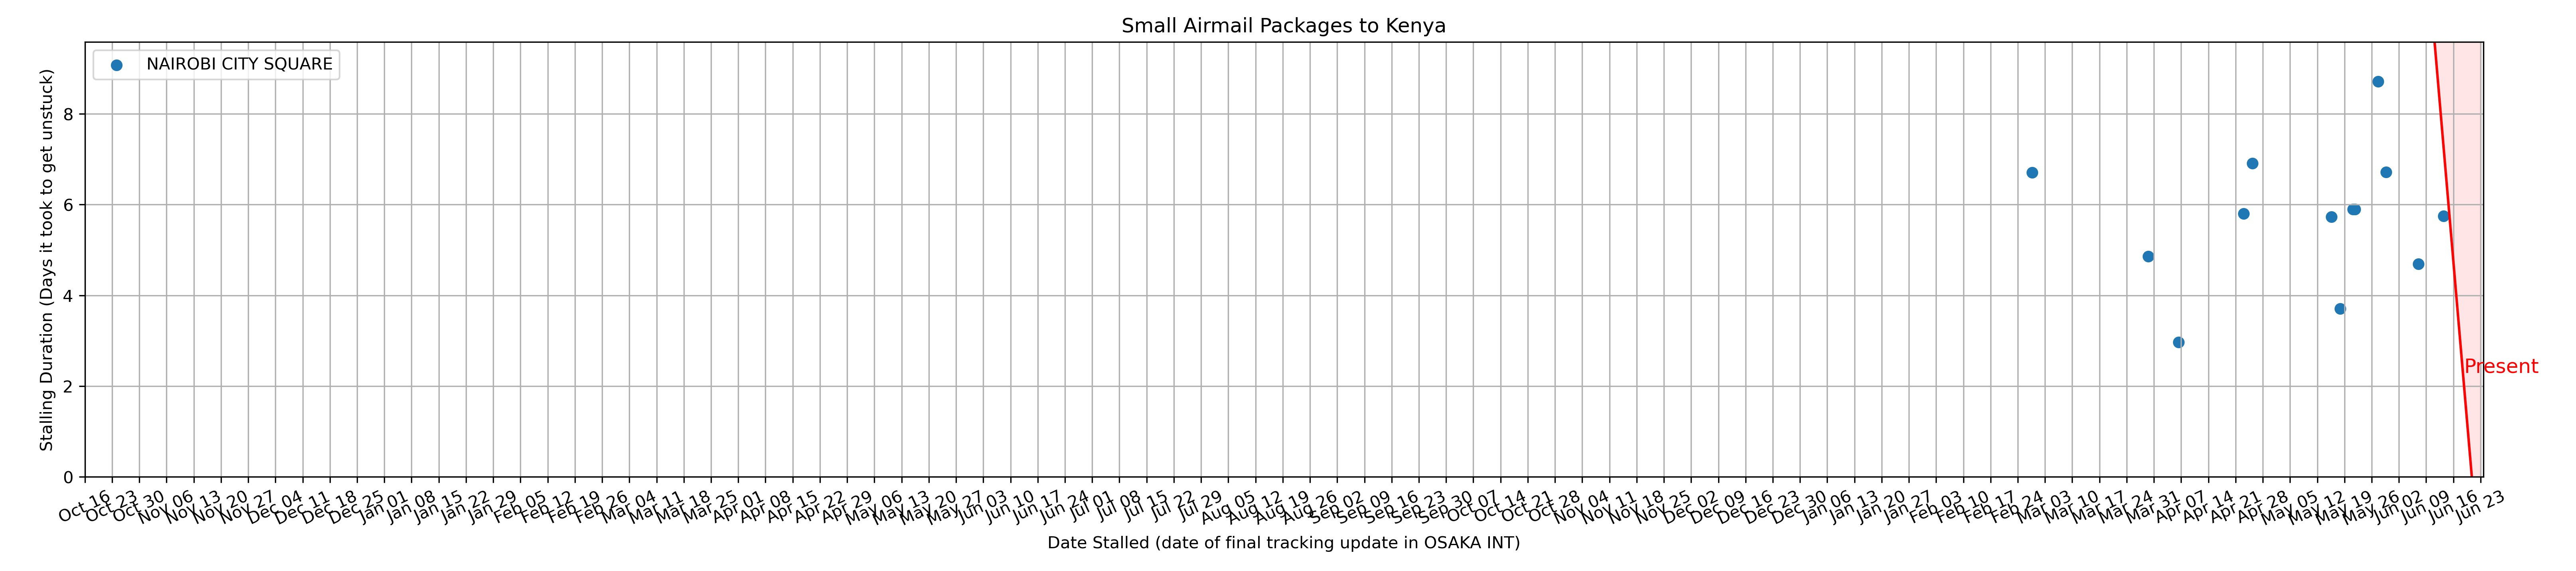 Small Airmail Packages to Kenya
NAIROBI CITY SQUARE
Stalling Duration (Days it took to get unstuck)
8
6
4
2
0
Present
Oct 16 Oct 23 Oct 30 Nov 06 Nov 13 Nov 20 Nov 27 Dec 04 Dec 11 Dec 18 Dec 25 Jan 01 Jan 08 Jan 15 Jan 22 Jan 29 Feb 05 Feb 12 Feb 19 Feb 26 Mar 04 Mar 11 Mar 18 Mar 25 Apr 01 Apr 08 Apr 15 Apr 22 Apr 29 May 06 May 13 May 20 May 27 Jun 03 Jun 10 Jun 17 Jun 24 Jul 01 Jul 08 Jul 15 Jul 22 Jul 29 Aug 05 Aug 12 Aug 19 Aug 26 Sep 02 Sep 09 Sep 16 Sep 23 Sep 30 Oct 07 Oct 14 Oct 21 Oct 28 Nov 04 Nov 11 Nov 18 Nov 25 Dec 02 Dec 09 Dec 16 Dec 23 Dec 30 Jan 06 Jan 13 Jan 20 Jan 27 Feb 03 Feb 10 Feb 17 Feb 24 Mar 03 Mar 10 Mar 17 Mar 24 Mar 31 Apr 07 Apr 14 Apr 21 Apr 28 May 05 May 12 May 19 May 26 Jun 02 Jun 09 Jun 16 Jun 23
Date Stalled (date of final tracking update in OSAKA INT)